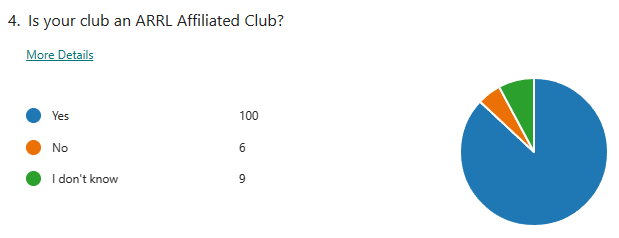 4. Is your club an ARRL Affiliated Club?
More Details
Yes 100
No 6
I don't know 9